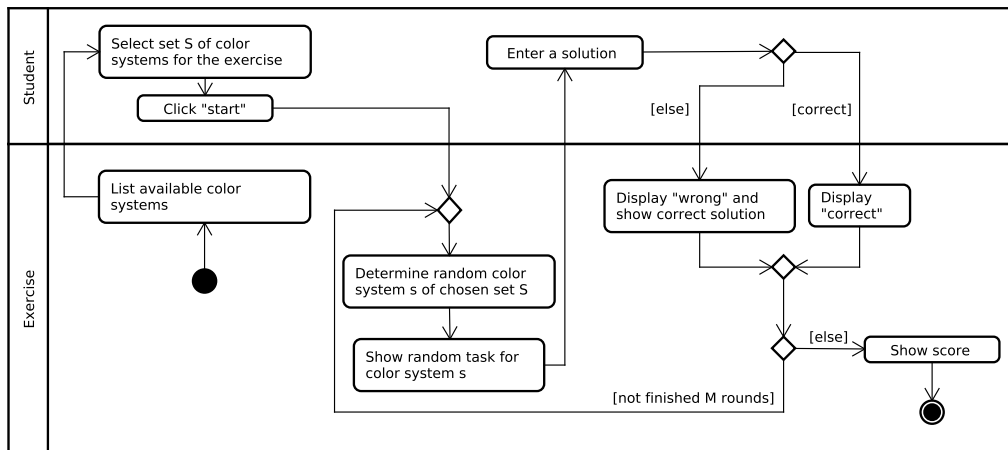 Student
Select set S of color
systems for the exercise
Click "start"
Enter a solution
[else]
[correct]
Exercise
List available color
systems
Determine random color
system s of chosen set S
Show random task for
color system s
Display "wrong" and
show correct solution
Display
"correct"
[else]
Show score
[not finished M rounds]